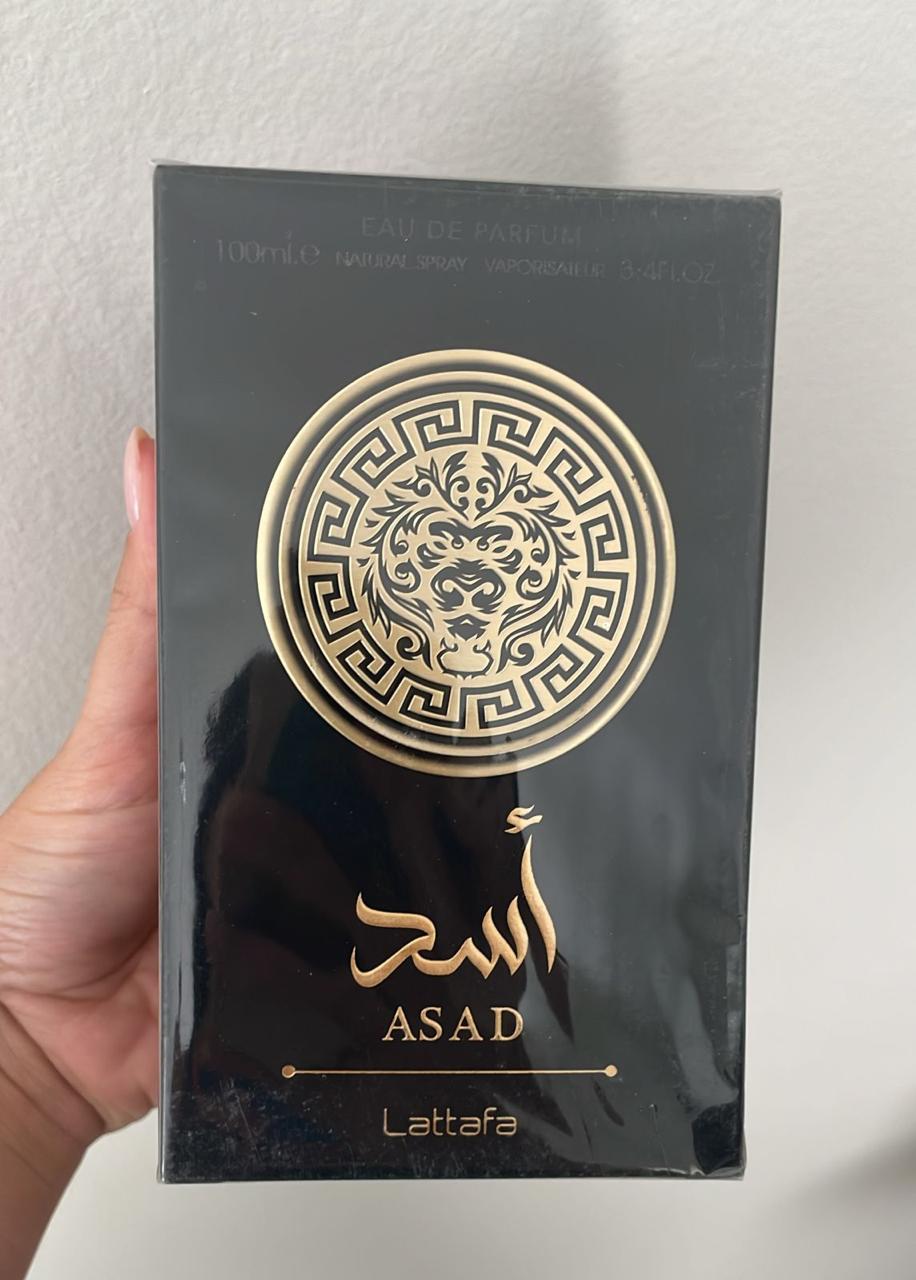 EAU DE PARFUM
100ml.e NATURAL SPRAY VAPORISATEUR 3.4Fl.OZ
أسد
ASAD
Lattafa